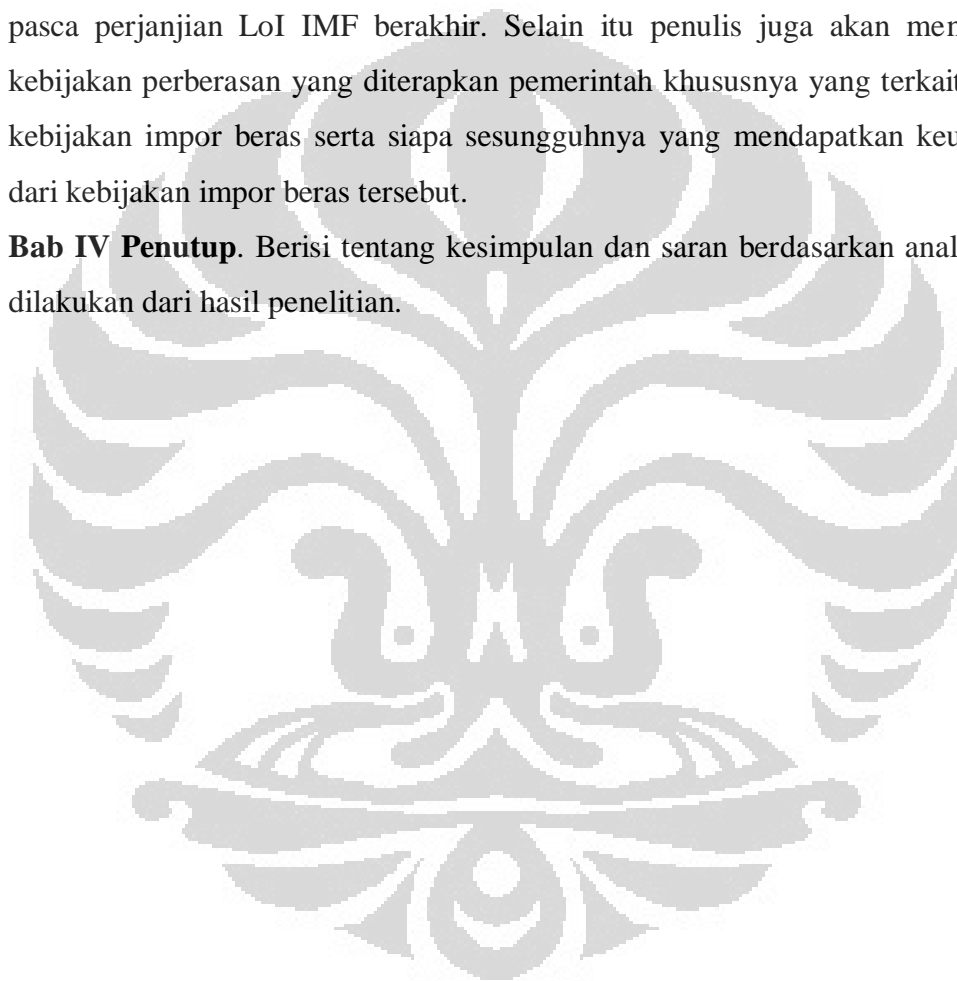 pasca perjanjian LoI IMF berakhir. Selain itu penulis juga akan men
kebijakan perberasan yang diterapkan pemerintah khususnya yang terkait
kebijakan impor beras serta siapa sesungguhnya yang mendapatkan keu
dari kebijakan impor beras tersebut.
Bab IV Penutup. Berisi tentang kesimpulan dan saran berdasarkan anal
dilakukan dari hasil penelitian.